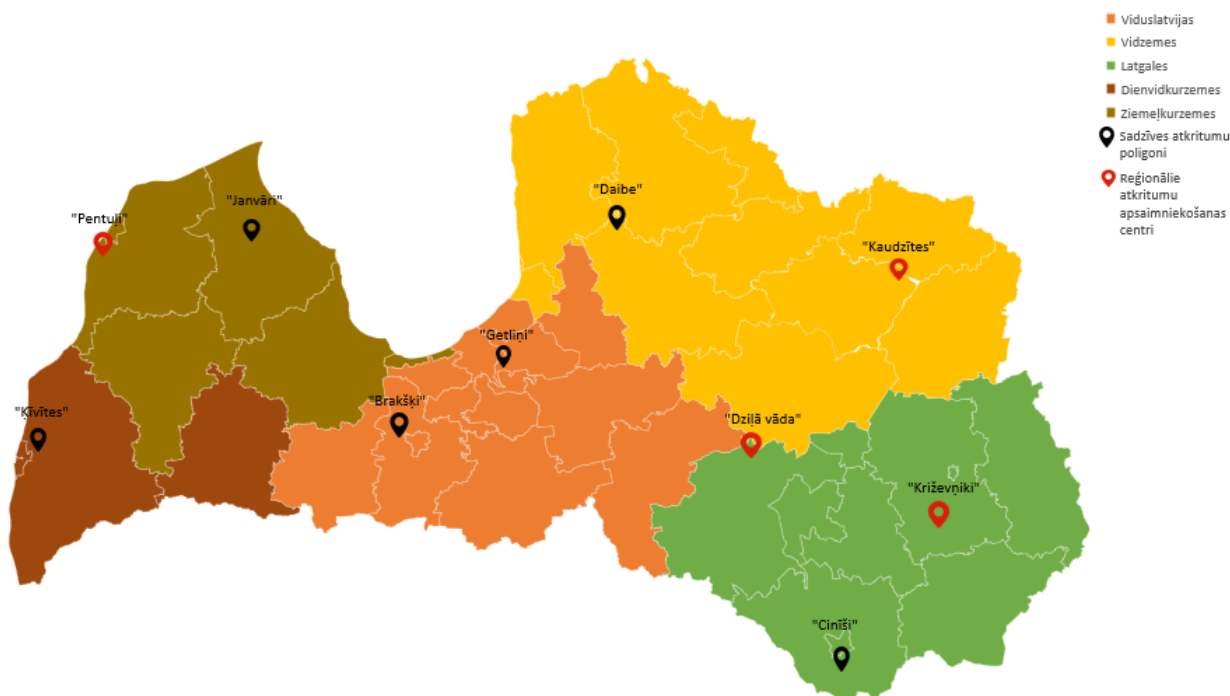 Viduslatvijas
Vidzemes
Latgales
Dienvidkurzemes
Ziemeļkurzemes
Sadzīves atkritumu
poligoni
Reģionālie
atkritumu
apsaimniekošanas
centri
"Daibe"
"Janvāri"
"Pentuļi"
"Kaudzītes"
"Getliņi"
"Brakšķi"
"Ķīvītes"
"Dziļā vāda"
"Križevņiki"
"Cinīši"